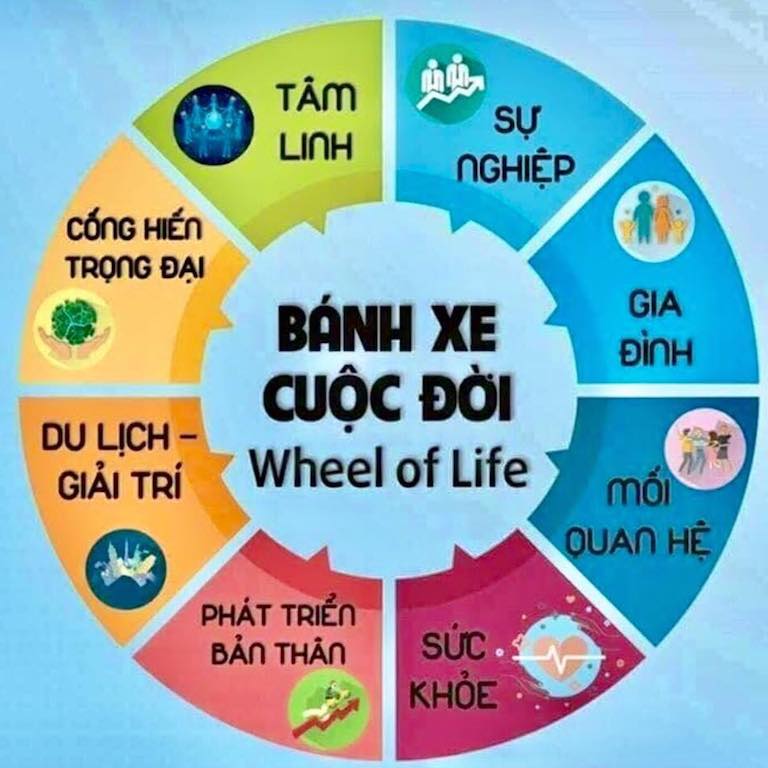 BÁNH XE
CUỘC ĐỜI
Wheel of Life
SỰ
NGHIỆP
GIA
ĐÌNH
MỐI
QUAN HỆ
SỨC
KHỎE
PHÁT TRIỂN
BẢN THÂN
DU LỊCH –
GIẢI TRÍ
CỐNG HIẾN
TRỌNG ĐẠI
TÂM
LINH